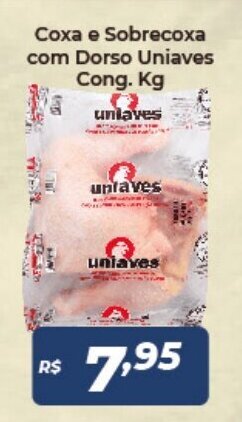 Coxa e Sobrecoxa
com Dorso Uniaves
Cong. Kg
uniaves
uniaves
uniaves
R$ 7,95